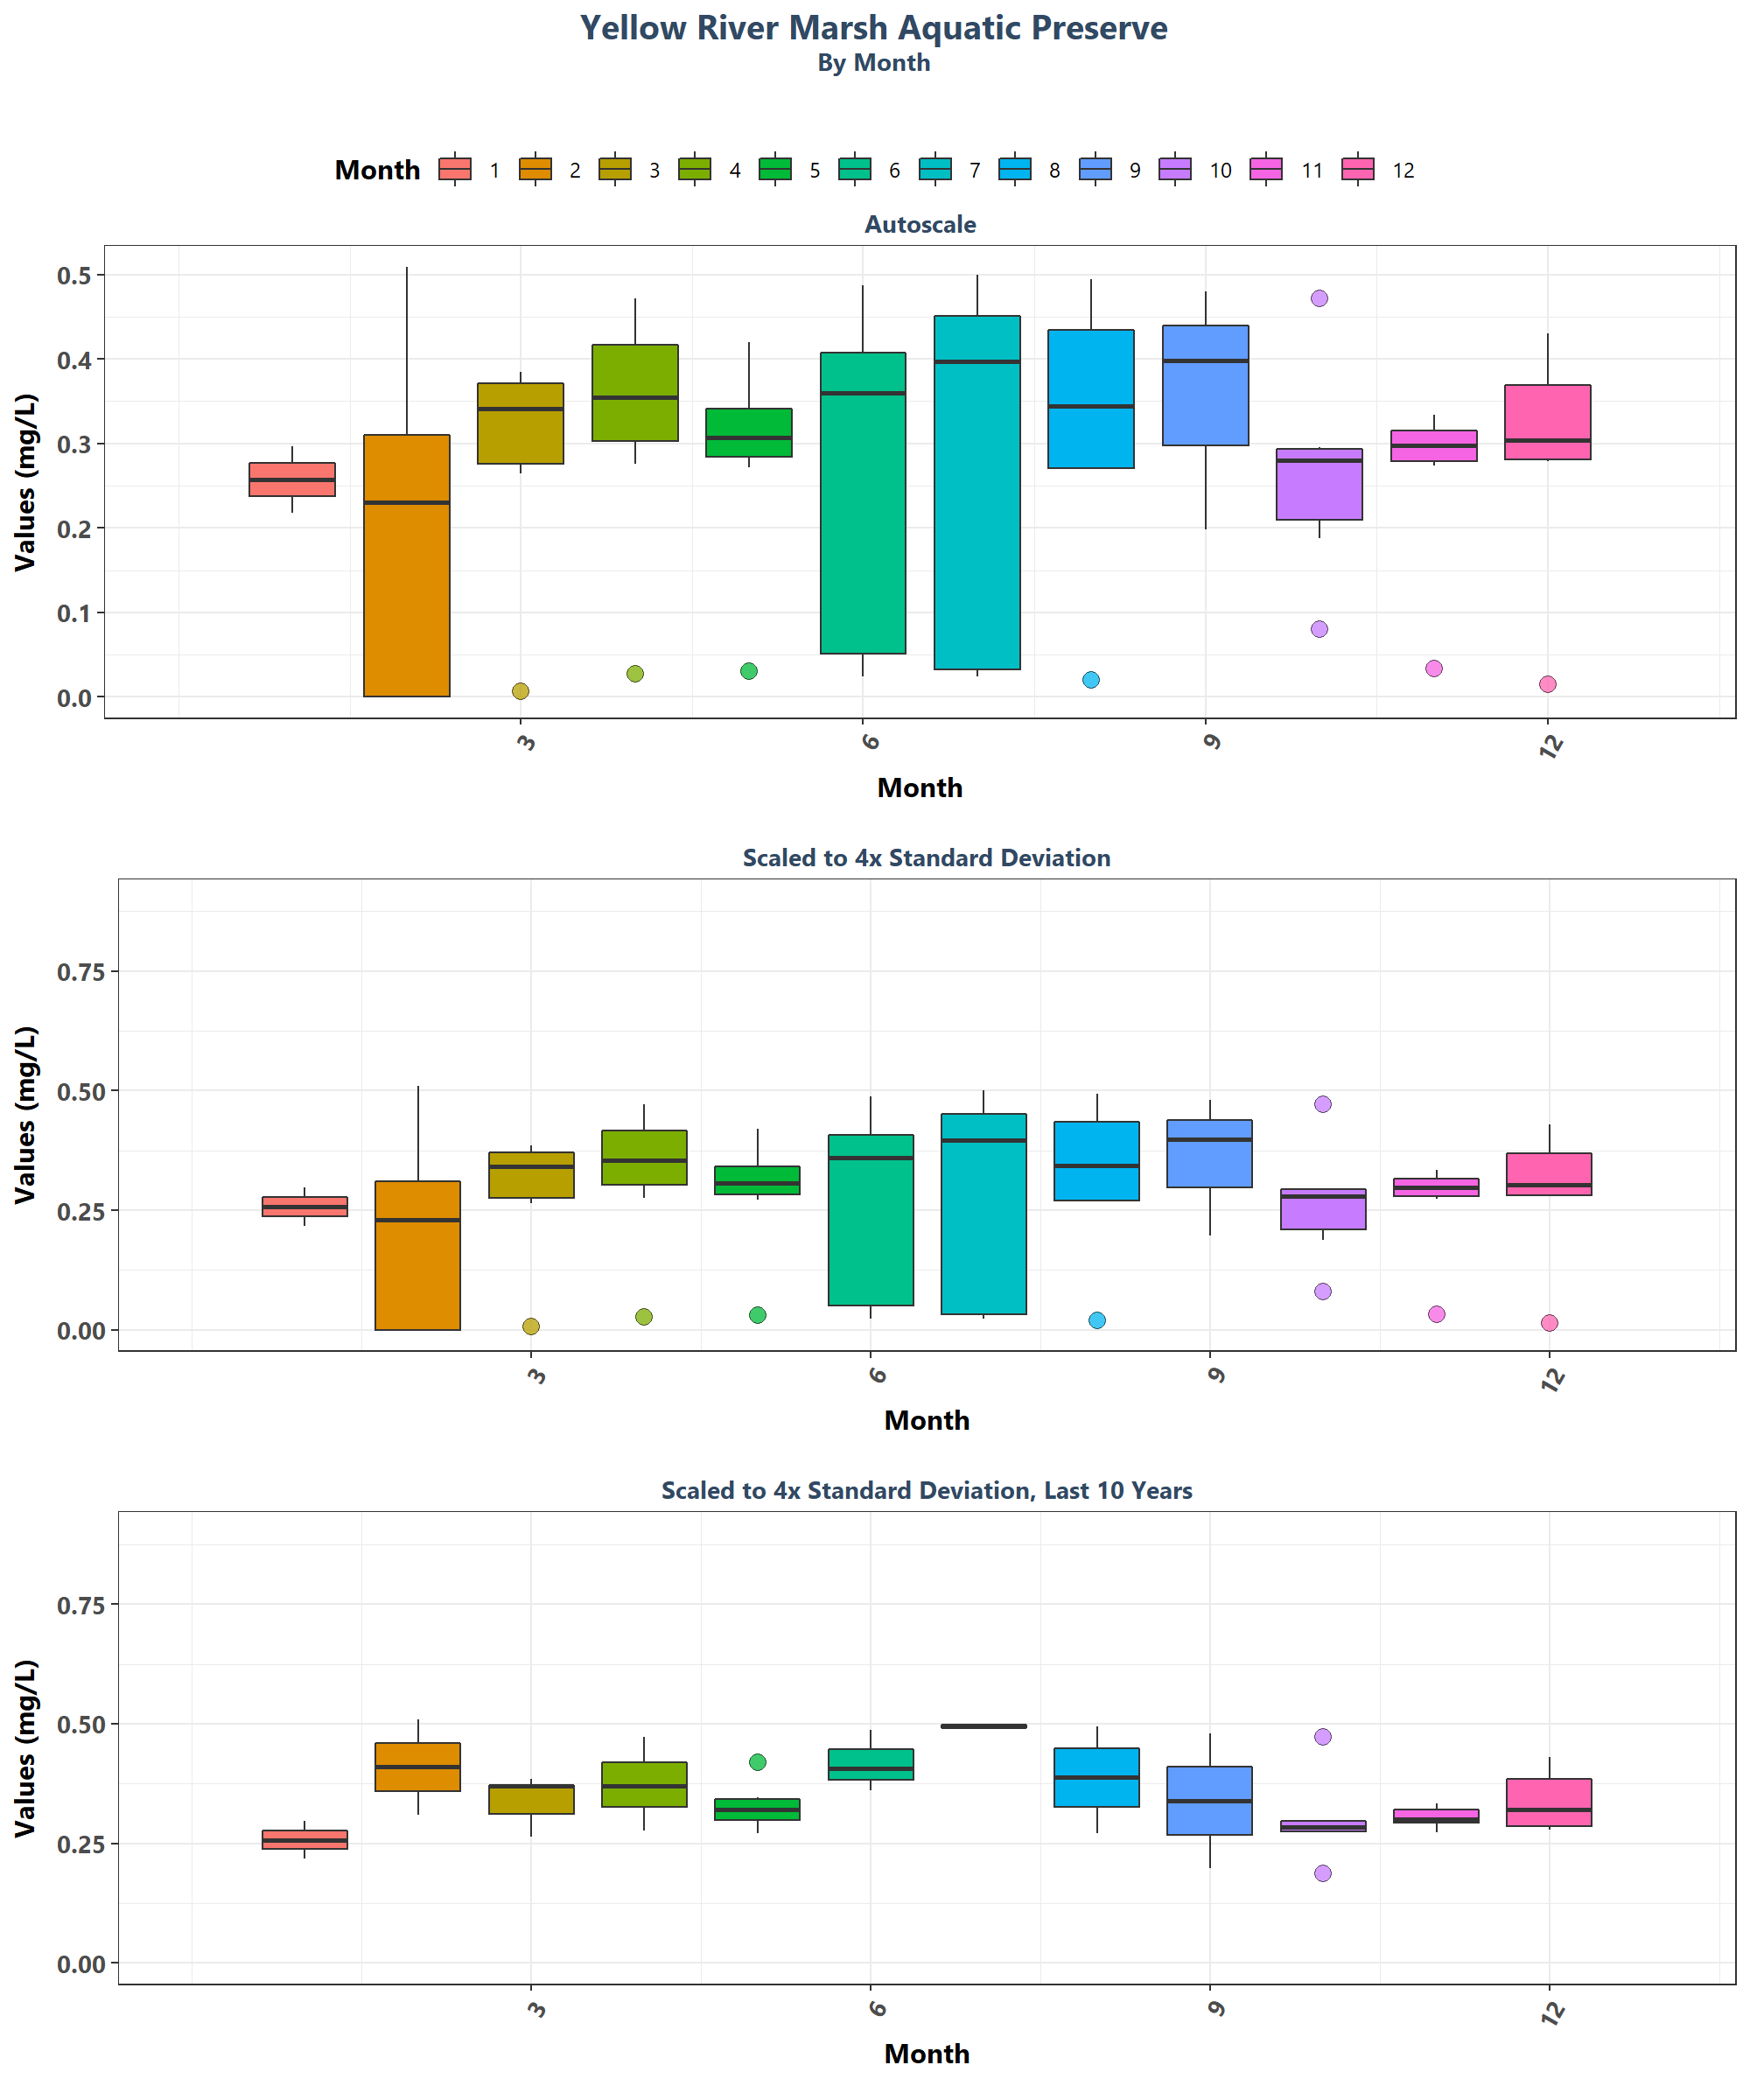 Yellow River Marsh Aquatic Preserve
By Month
Month 1 2 3 4 5 6 7 8 9 10 11 12
Autoscale
Values (mg/L)
0.5
0.4
0.3
0.2
0.1
0.0
3 6 9 12
Month
Scaled to 4x Standard Deviation
Values (mg/L)
0.75
0.50
0.25
0.00
3 6 9 12
Month
Scaled to 4x Standard Deviation, Last 10 Years
Values (mg/L)
0.75
0.50
0.25
0.00
3 6 9 12
Month